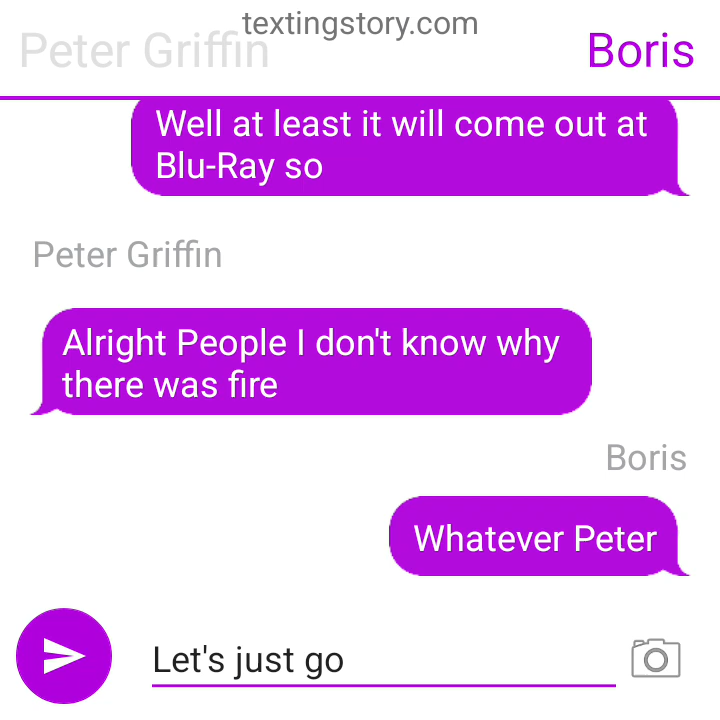 textingstory.com
Peter Griffin
Boris
Well at least it will come out at
Blu-Ray so
Peter Griffin
Alright People I don't know why
there was fire
Boris
Whatever Peter
Let's just go